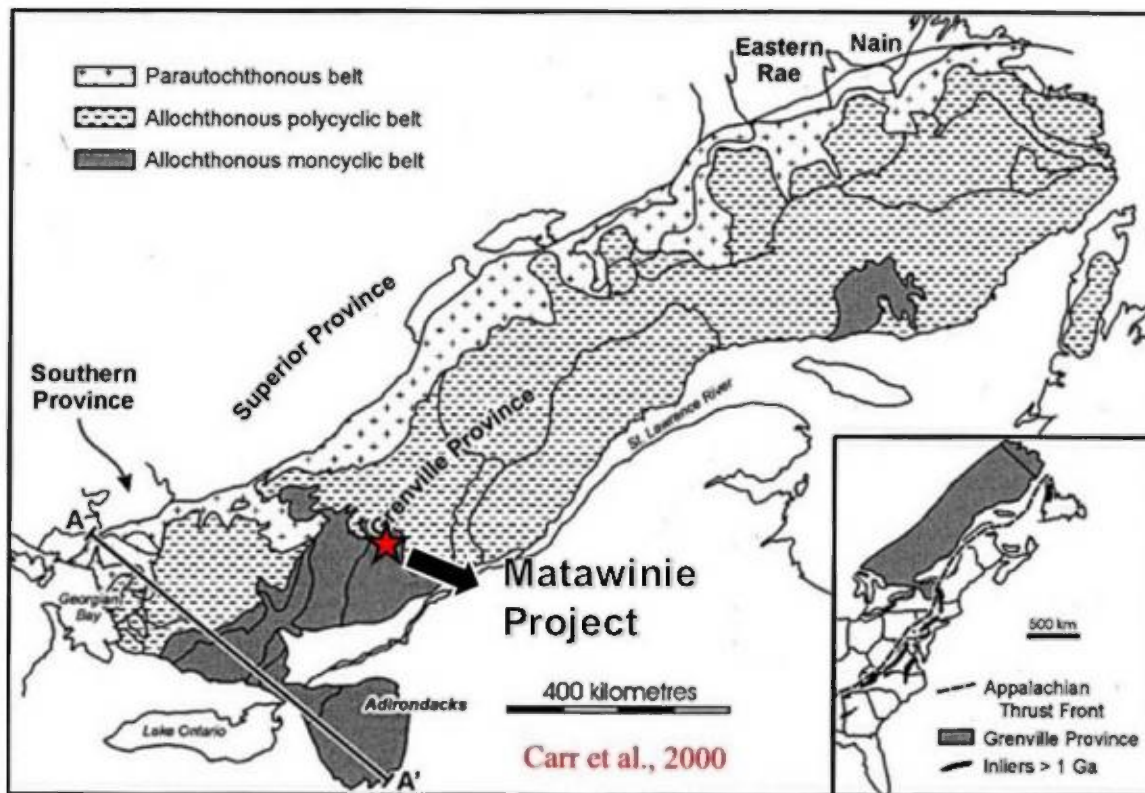 Parautochthonous belt
Allochthonous polycyclic belt
Allochthonous moncyclic belt
Eastern
Rae
Nain
Superior Province
Southern
Province
Grenville Province
St. Lawrence River
A
Georgian
Bay
Matawinie
Project
400 kilometres
Adirondacks
Lake Ontario
A'
Carr et al., 2000
500 km
Appalachian
Thrust Front
Grenville Province
Inliers > 1 Ga